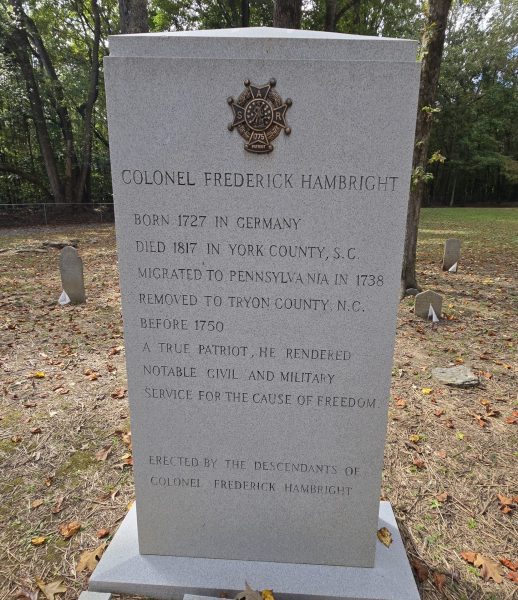 S A R
1775
PATRIOT
COLONEL FREDERICK HAMBRIGHT
BORN 1727 IN GERMANY
DIED 1817 IN YORK COUNTY, S.C.
MIGRATED TO PENNSYLVANIA IN 1738
REMOVED TO TRYON COUNTY, N.C.
BEFORE 1750
A TRUE PATRIOT, HE RENDERED
NOTABLE CIVIL AND MILITARY
SERVICE FOR THE CAUSE OF FREEDOM
ERECTED BY THE DESCENDANTS OF
COLONEL FREDERICK HAMBRIGHT